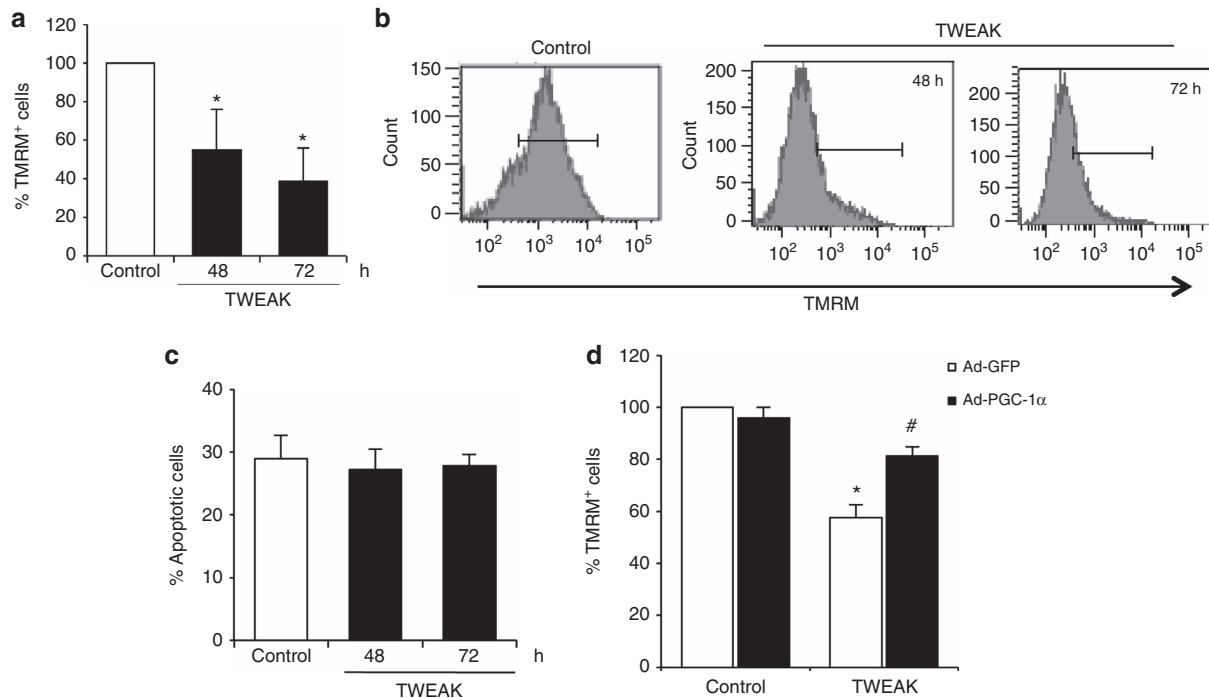 a
120
100
80
60
40
20
0
% TMRM⁺ cells
*
*
Control
48
72
h
TWEAK
b
Control
TWEAK
150
100
50
0
Count
10² 10³ 10⁴ 10⁵
48 h
200
150
100
50
0
Count
10² 10³ 10⁴ 10⁵
72 h
200
150
100
50
0
10² 10³ 10⁴ 10⁵
TMRM
c
40
30
20
10
0
% Apoptotic cells
Control
48
72
h
TWEAK
d
120
100
80
60
40
20
0
% TMRM⁺ cells
Ad-GFP
Ad-PGC-1α
*
#
Control
TWEAK